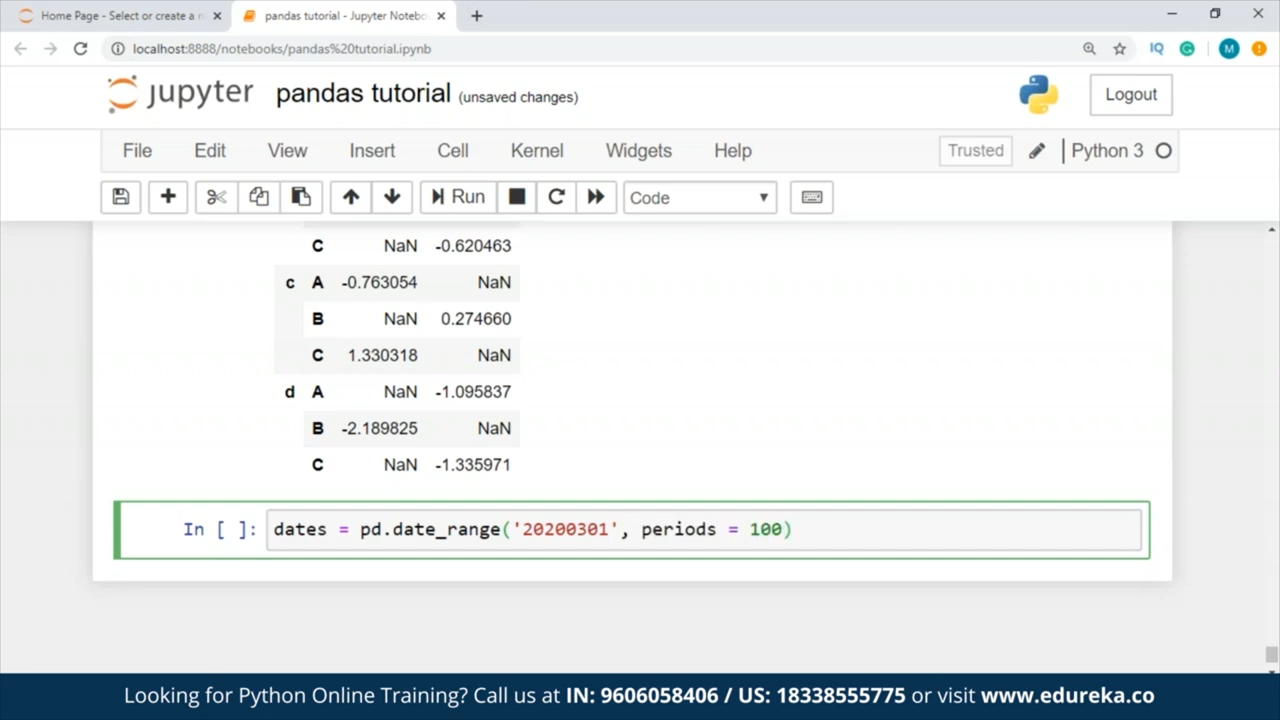 Home Page - Select or create a n
pandas tutorial - Jupyter Notebo
localhost:8888/notebooks/pandas%20tutorial.ipynb
IQ
G
M
jupyter pandas tutorial (unsaved changes)
Logout
File Edit View Insert Cell Kernel Widgets Help Trusted Python 3
Run Code
C NaN -0.620463
c A -0.763054 NaN
B NaN 0.274660
C 1.330318 NaN
d A NaN -1.095837
B -2.189825 NaN
C NaN -1.335971
In [ ]: dates = pd.date_range('20200301', periods = 100)
Looking for Python Online Training? Call us at IN: 9606058406 / US: 18338555775 or visit www.edureka.co